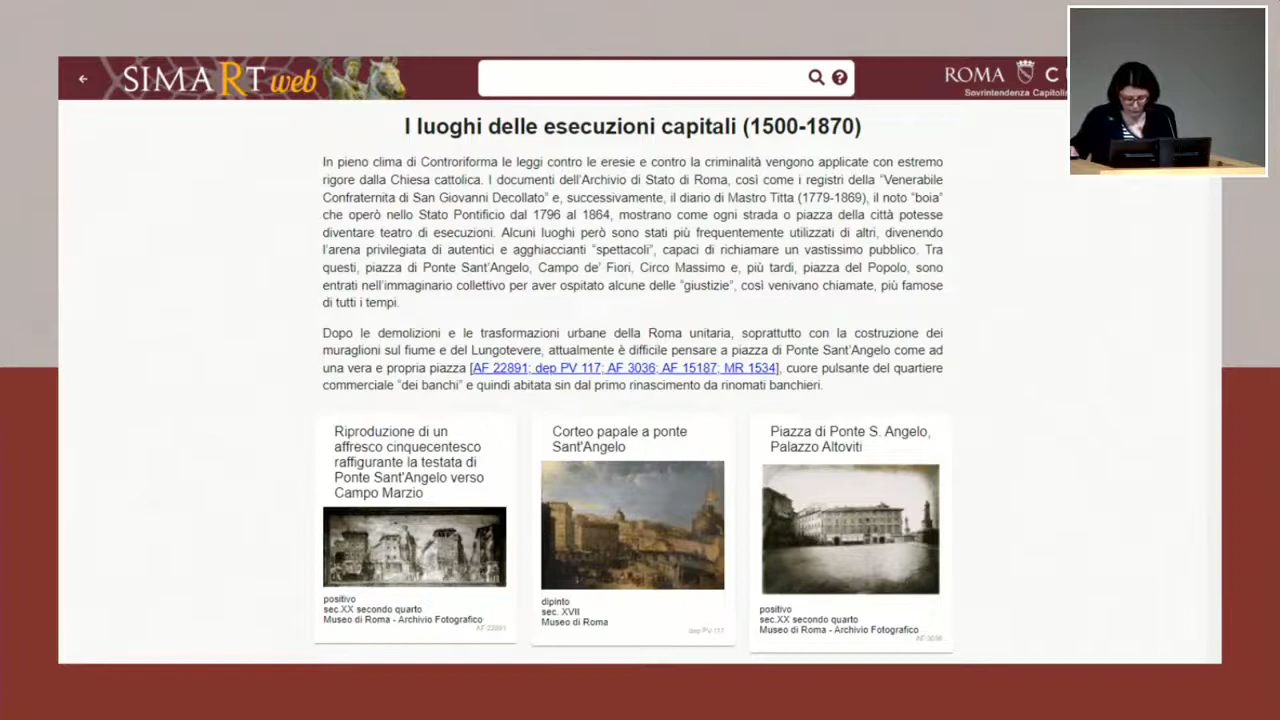 SIMARTweb
ROMA C
Sovrintendenza Capitoli
I luoghi delle esecuzioni capitali (1500-1870)
In pieno clima di Controriforma le leggi contro le eresie e contro la criminalità vengono applicate con estremo
rigore dalla Chiesa cattolica. I documenti dell'Archivio di Stato di Roma, così come i registri della “Venerabile
Confraternita di San Giovanni Decollato” e, successivamente, il diario di Mastro Titta (1779-1869), il noto “boia”
che operò nello Stato Pontificio dal 1796 al 1864, mostrano come ogni strada o piazza della città potesse
diventare teatro di esecuzioni. Alcuni luoghi però sono stati più frequentemente utilizzati di altri, divenendo
l'arena privilegiata di autentici e agghiaccianti “spettacoli”, capaci di richiamare un vastissimo pubblico. Tra
questi, piazza di Ponte Sant'Angelo, Campo de' Fiori, Circo Massimo e, più tardi, piazza del Popolo, sono
entrati nell'immaginario collettivo per aver ospitato alcune delle “giustizie”, così venivano chiamate, più famose
di tutti i tempi.
Dopo le demolizioni e le trasformazioni urbane della Roma unitaria, soprattutto con la costruzione dei
muraglioni sul fiume e del Lungotevere, attualmente è difficile pensare a piazza di Ponte Sant'Angelo come ad
una vera e propria piazza [AF 22891; dep PV 117; AF 3036; AF 15187; MR 1534], cuore pulsante del quartiere
commerciale “dei banchi” e quindi abitata sin dal primo rinascimento da rinomati banchieri.
Riproduzione di un
affresco cinquecentesco
raffigurante la testata di
Ponte Sant'Angelo verso
Campo Marzio
positivo
sec.XX secondo quarto
Museo di Roma - Archivio Fotografico
AF-22891
Corteo papale a ponte
Sant'Angelo
dipinto
sec. XVII
Museo di Roma
dep PV-117
Piazza di Ponte S. Angelo,
Palazzo Altoviti
positivo
sec.XX secondo quarto
Museo di Roma - Archivio Fotografico
AF-3036